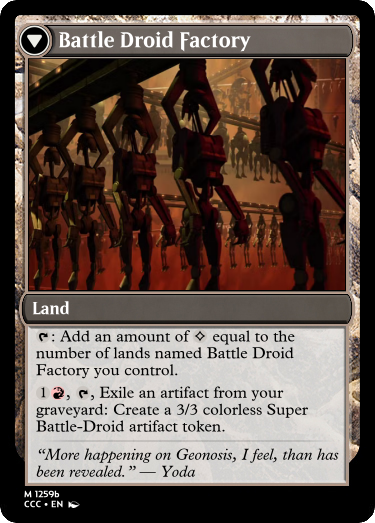 Battle Droid Factory
Land
: Add an amount of equal to the
number of lands named Battle Droid
Factory you control.
1 , , Exile an artifact from your
graveyard: Create a 3/3 colorless Super
Battle-Droid artifact token.
“More happening on Geonosis, I feel, than has
been revealed.” — Yoda
M 1259b
CCC • EN